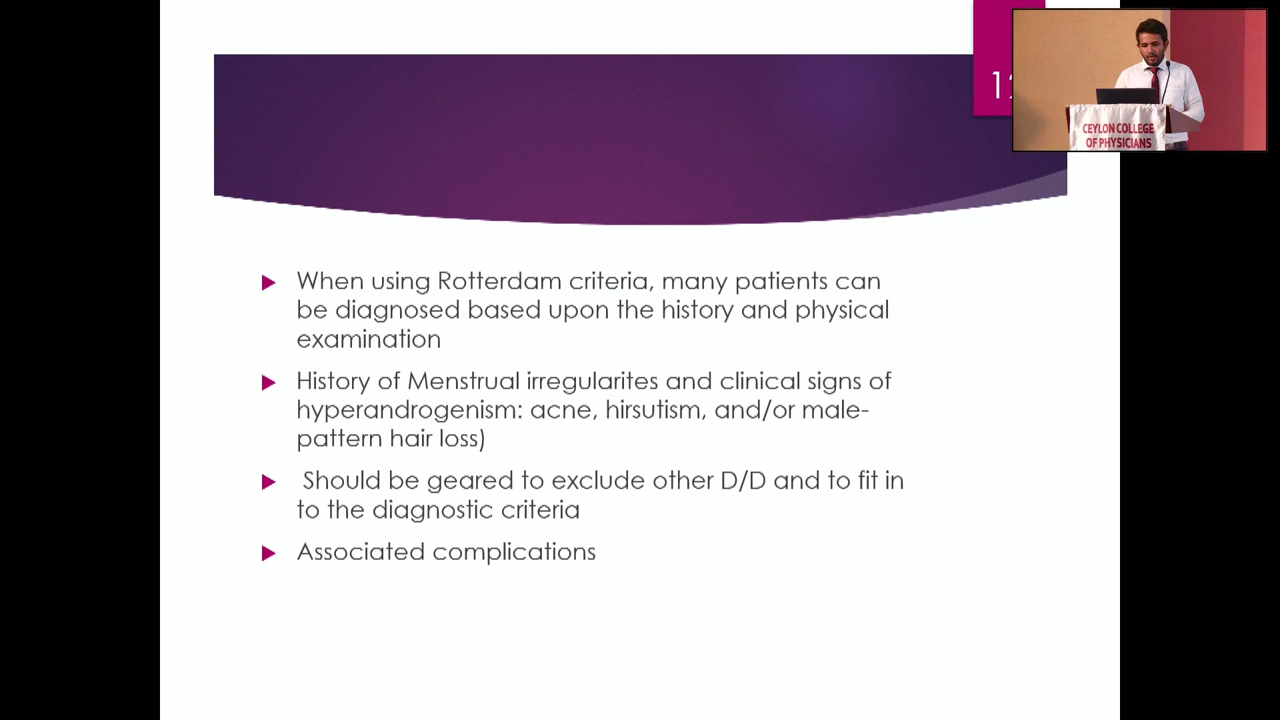 CEYLON COLLEGE
OF PHYSICIANS
When using Rotterdam criteria, many patients can
be diagnosed based upon the history and physical
examination
History of Menstrual irregularites and clinical signs of
hyperandrogenism: acne, hirsutism, and/or male-
pattern hair loss)
Should be geared to exclude other D/D and to fit in
to the diagnostic criteria
Associated complications